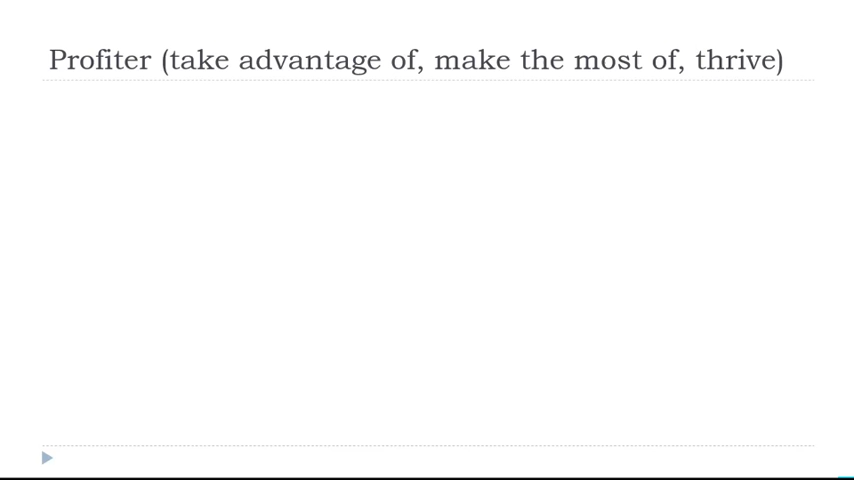 Profiter (take advantage of, make the most of, thrive)